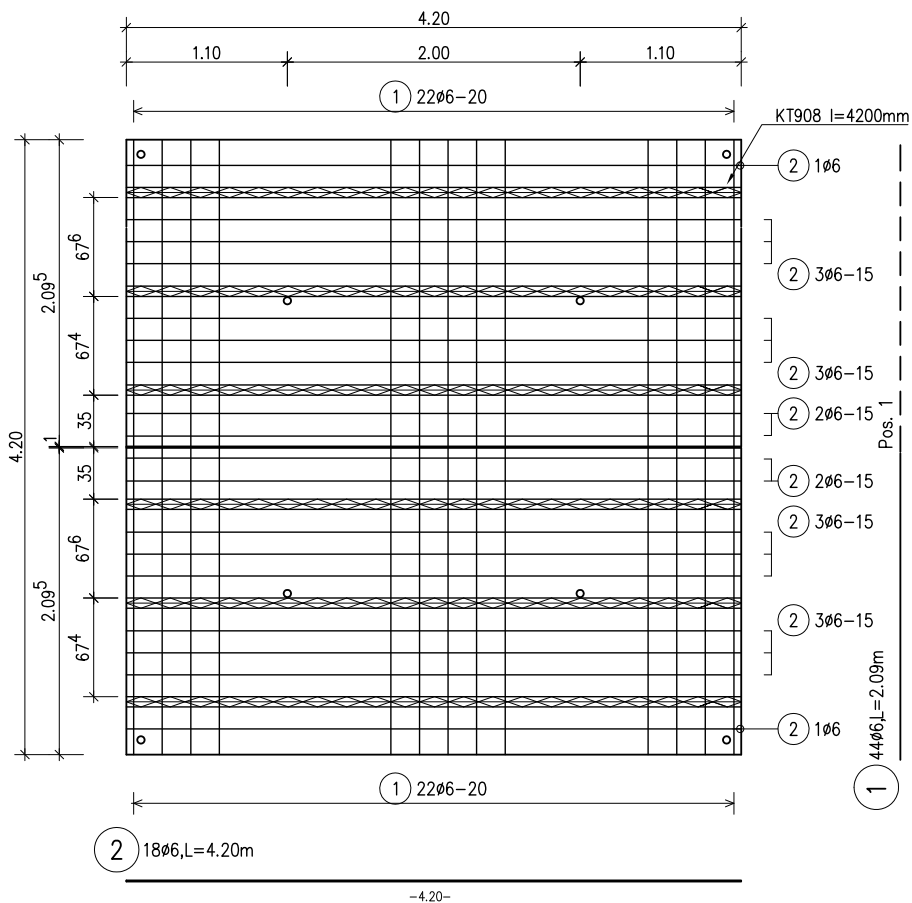 4.20
1.10 2.00 1.10
1 22ø6-20
KT908 l=4200mm
2 1ø6
67⁶
2 3ø6-15
2.09⁵
67⁴
2 3ø6-15
35
2 2ø6-15
Pos. 1
4.20
1
35
2 2ø6-15
2 3ø6-15
67⁶
2.09⁵
2 3ø6-15
67⁴
1 44ø6,L=2.09m
2 1ø6
1 22ø6-20
2 18ø6,L=4.20m
-4.20-